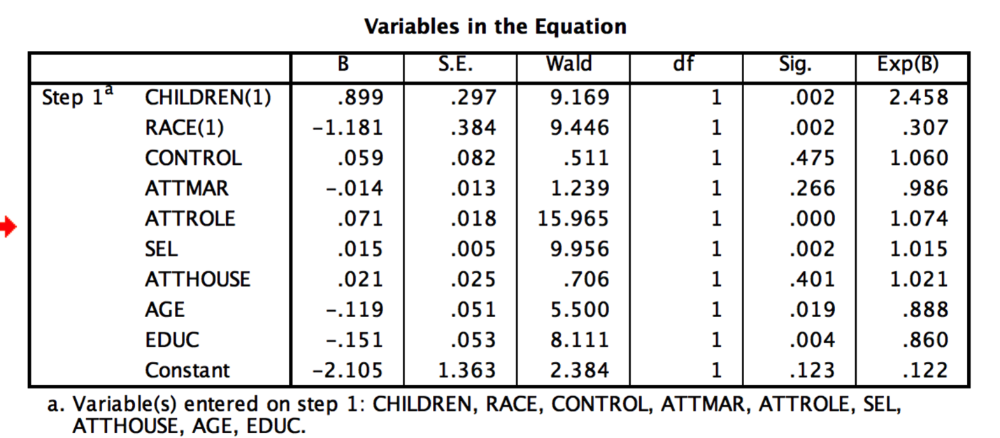 Variables in the Equation
B S.E. Wald df Sig. Exp(B)
Step 1a CHILDREN(1) .899 .297 9.169 1 .002 2.458
RACE(1) -1.181 .384 9.446 1 .002 .307
CONTROL .059 .082 .511 1 .475 1.060
ATTMAR -.014 .013 1.239 1 .266 .986
ATTROLE .071 .018 15.965 1 .000 1.074
SEL .015 .005 9.956 1 .002 1.015
ATTHOUSE .021 .025 .706 1 .401 1.021
AGE -.119 .051 5.500 1 .019 .888
EDUC -.151 .053 8.111 1 .004 .860
Constant -2.105 1.363 2.384 1 .123 .122
a. Variable(s) entered on step 1: CHILDREN, RACE, CONTROL, ATTMAR, ATTROLE, SEL,
ATTHOUSE, AGE, EDUC.